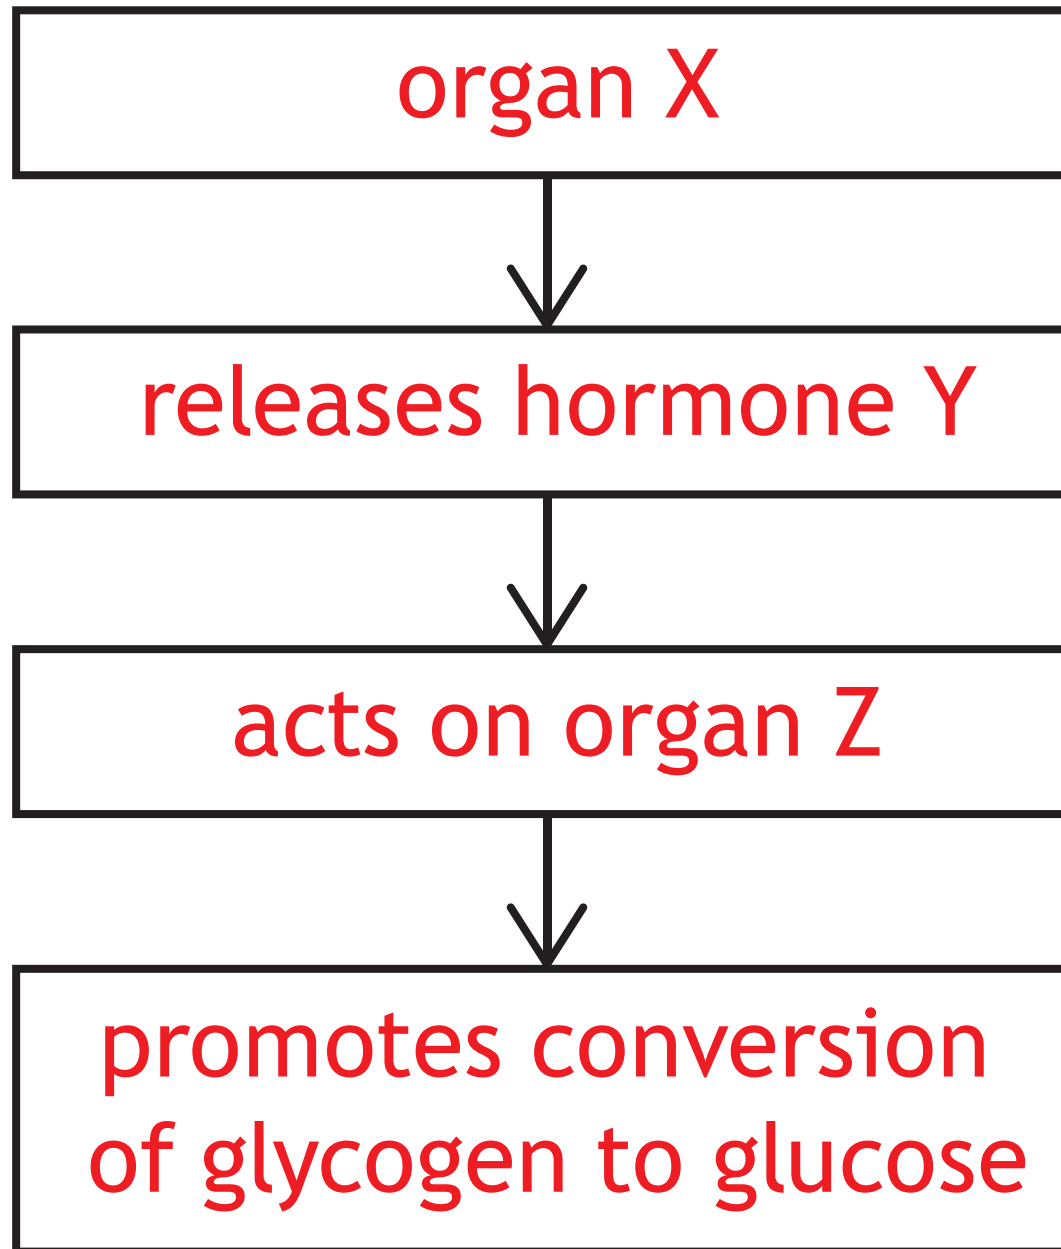 organ X
releases hormone Y
acts on organ Z
promotes conversion
of glycogen to glucose